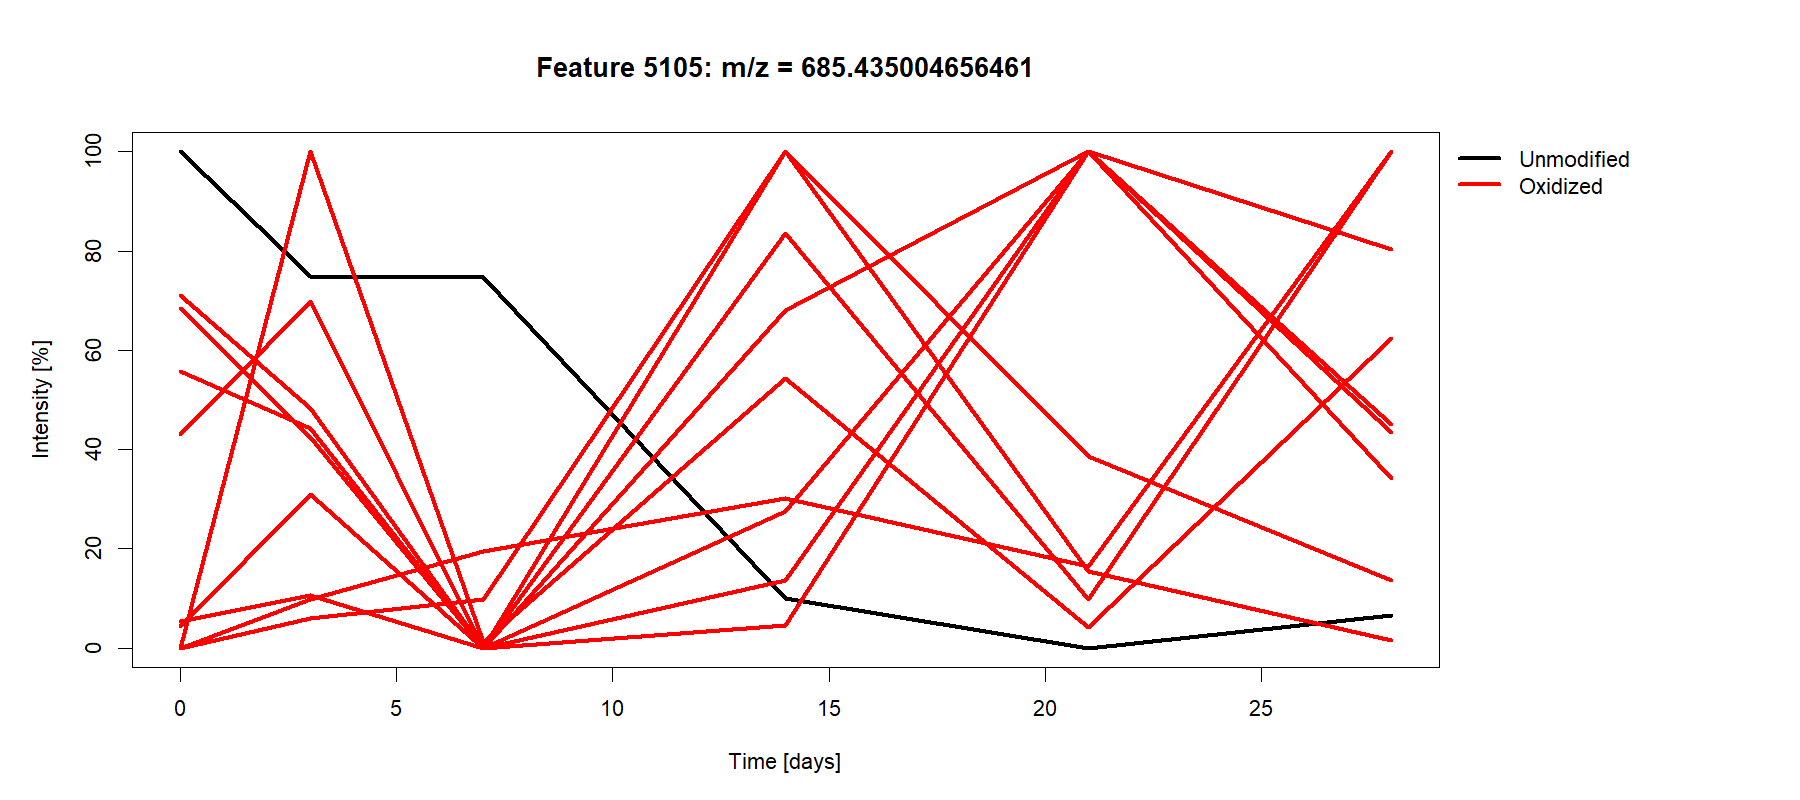 Feature 5105: m/z = 685.435004656461
Unmodified
Oxidized
100
80
60
40
20
0
Intensity [%]
0 5 10 15 20 25
Time [days]